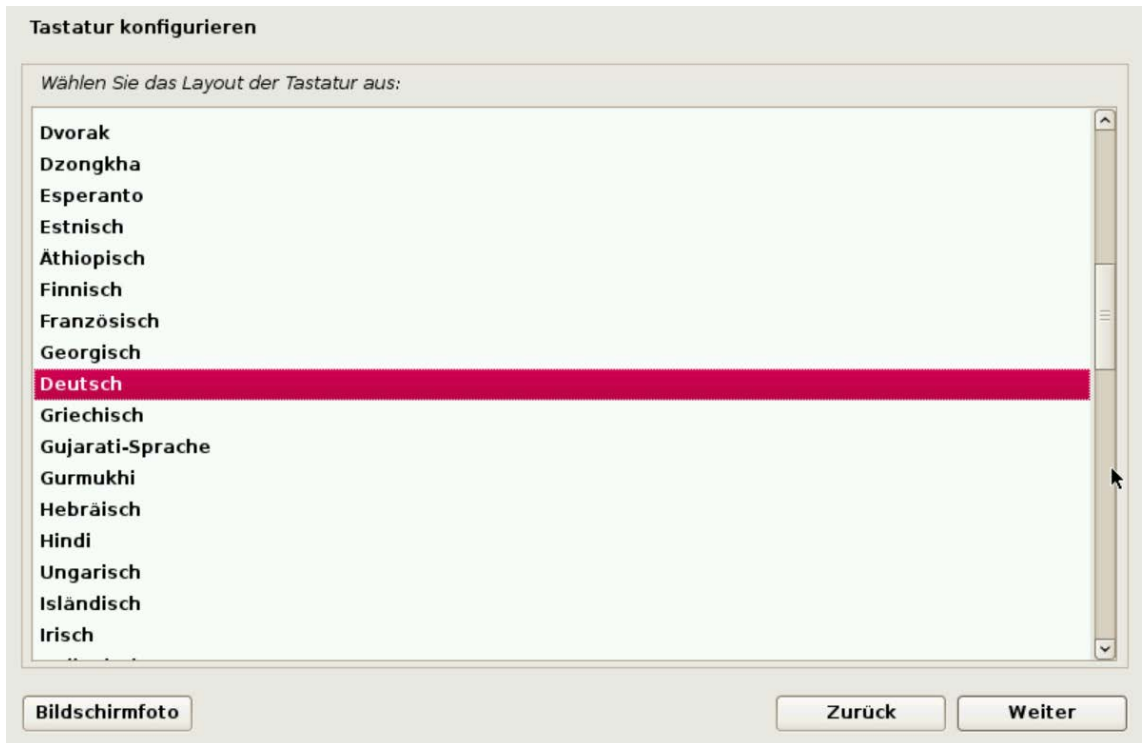 Tastatur konfigurieren
Wählen Sie das Layout der Tastatur aus:
Dvorak
Dzongkha
Esperanto
Estnisch
Äthiopisch
Finnisch
Französisch
Georgisch
Deutsch
Griechisch
Gujarati-Sprache
Gurmukhi
Hebräisch
Hindi
Ungarisch
Isländisch
Irisch
Bildschirmfoto
Zurück
Weiter